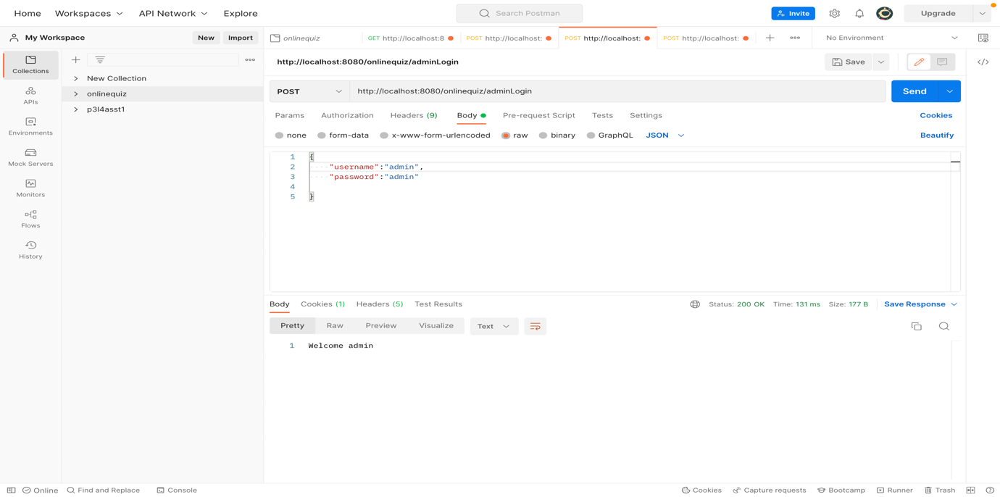 Home Workspaces API Network Explore Search Postman Invite Upgrade
My Workspace New Import onlinequiz GET http://localhost:8 POST http://localhost: POST http://localhost: POST http://localhost: No Environment
Collections
APIs
Environments
Mock Servers
Monitors
Flows
History
New Collection
onlinequiz
p3l4asst1
http://localhost:8080/onlinequiz/adminLogin Save
POST http://localhost:8080/onlinequiz/adminLogin Send
Params Authorization Headers (9) Body Pre-request Script Tests Settings Cookies
none form-data x-www-form-urlencoded raw binary GraphQL JSON Beautify
1 {
2 "username":"admin",
3 "password":"admin"
4
5 }
Body Cookies (1) Headers (5) Test Results Status: 200 OK Time: 131 ms Size: 177 B Save Response
Pretty Raw Preview Visualize Text
1 Welcome admin
Online Find and Replace Console Cookies Capture requests Bootcamp Runner Trash